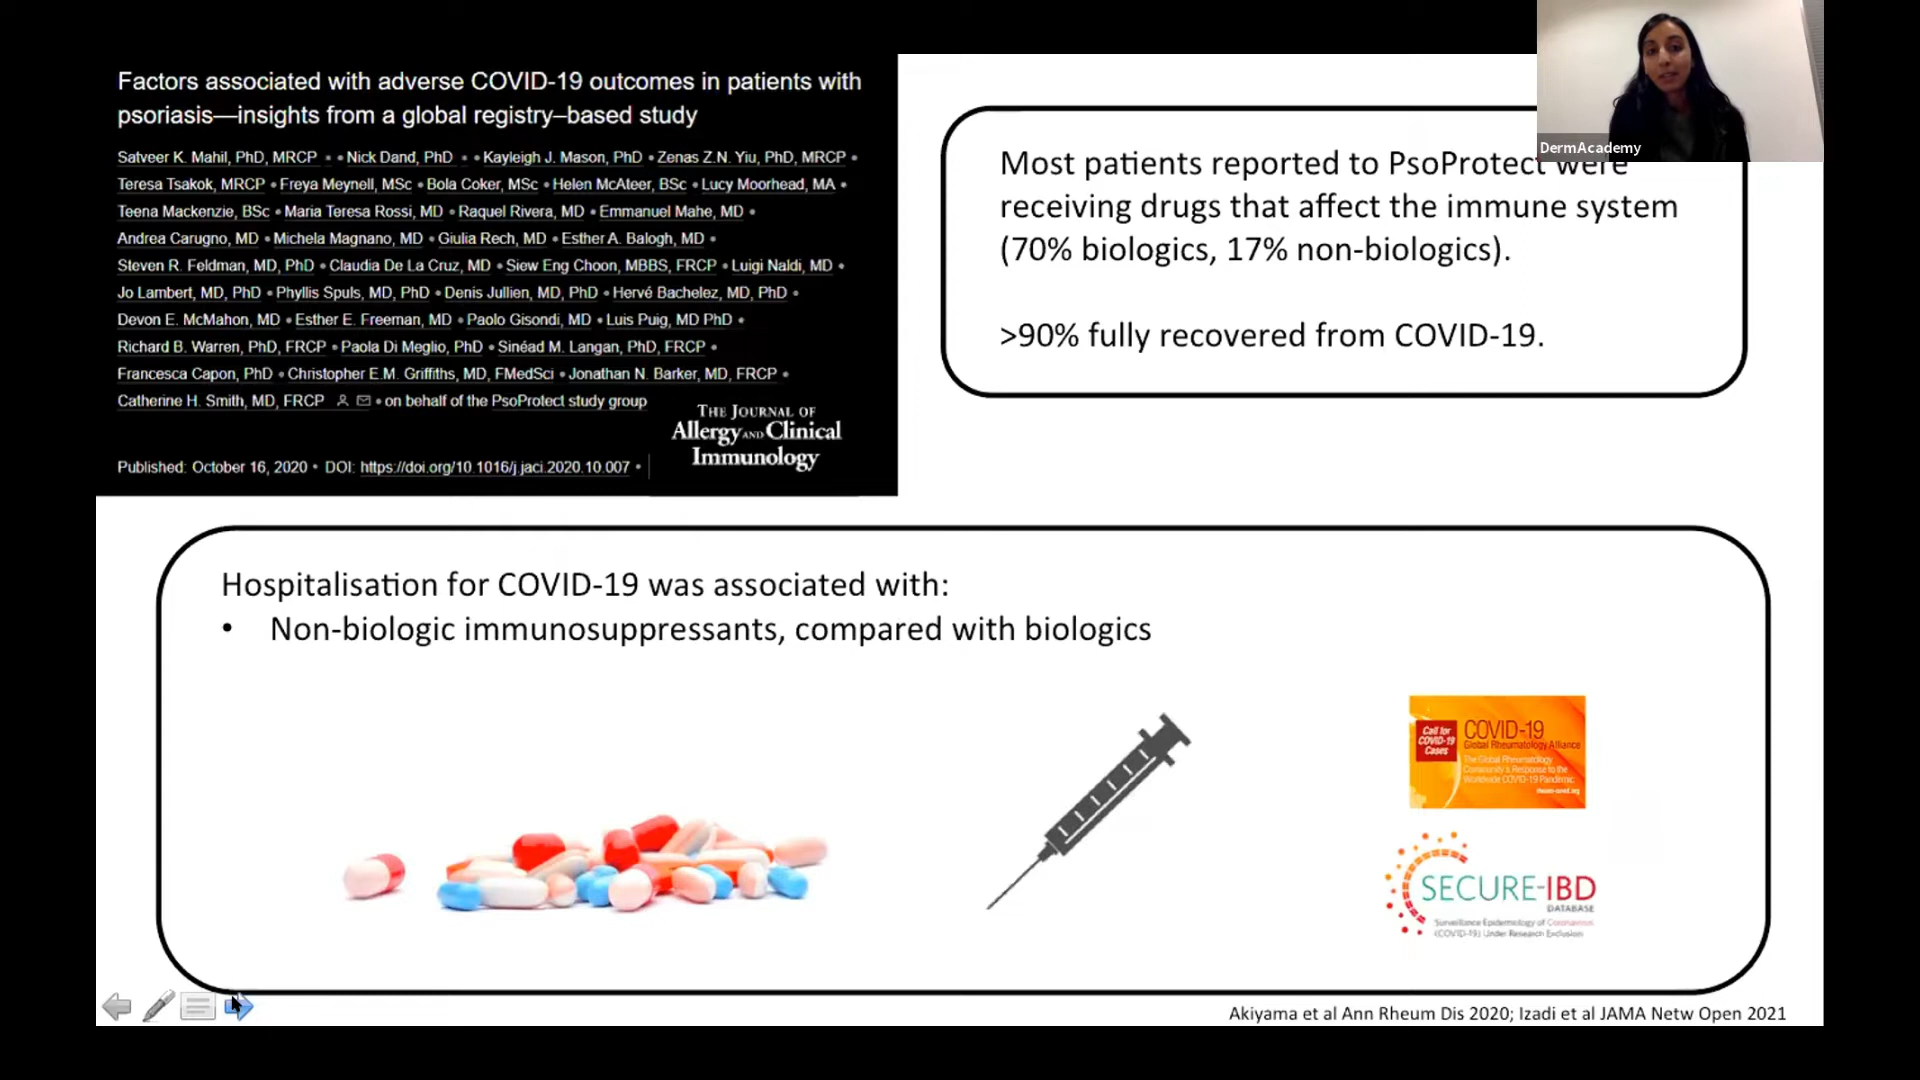 Factors associated with adverse COVID-19 outcomes in patients with
psoriasis—insights from a global registry–based study
Satveer K. Mahil, PhD, MRCP • • Nick Dand, PhD • • Kayleigh J. Mason, PhD • Zenas Z.N. Yiu, PhD, MRCP •
Teresa Tsakok, MRCP • Freya Meynell, MSc • Bola Coker, MSc • Helen McAteer, BSc • Lucy Moorhead, MA •
Teena Mackenzie, BSc • Maria Teresa Rossi, MD • Raquel Rivera, MD • Emmanuel Mahe, MD •
Andrea Carugno, MD • Michela Magnano, MD • Giulia Rech, MD • Esther A. Balogh, MD •
Steven R. Feldman, MD, PhD • Claudia De La Cruz, MD • Siew Eng Choon, MBBS, FRCP • Luigi Naldi, MD •
Jo Lambert, MD, PhD • Phyllis Spuls, MD, PhD • Denis Jullien, MD, PhD • Hervé Bachelez, MD, PhD •
Devon E. McMahon, MD • Esther E. Freeman, MD • Paolo Gisondi, MD • Luis Puig, MD PhD •
Richard B. Warren, PhD, FRCP • Paola Di Meglio, PhD • Sinéad M. Langan, PhD, FRCP •
Francesca Capon, PhD • Christopher E.M. Griffiths, MD, FMedSci • Jonathan N. Barker, MD, FRCP •
Catherine H. Smith, MD, FRCP • on behalf of the PsoProtect study group
THE JOURNAL OF
Allergy AND Clinical
Immunology
Published: October 16, 2020 • DOI: https://doi.org/10.1016/j.jaci.2020.10.007 •
DermAcademy
Most patients reported to PsoProtect were
receiving drugs that affect the immune system
(70% biologics, 17% non-biologics).
>90% fully recovered from COVID-19.
Hospitalisation for COVID-19 was associated with:
• Non-biologic immunosuppressants, compared with biologics
Call for
COVID-19
Cases
COVID-19
Global Rheumatology Alliance
The Global Rheumatology
Community's Response to the
Worldwide COVID-19 Pandemic
rheum-covid.org
SECURE-IBD
DATABASE
Surveillance Epidemiology of Coronavirus
(COVID-19) Under Research Exclusion
Akiyama et al Ann Rheum Dis 2020; Izadi et al JAMA Netw Open 2021